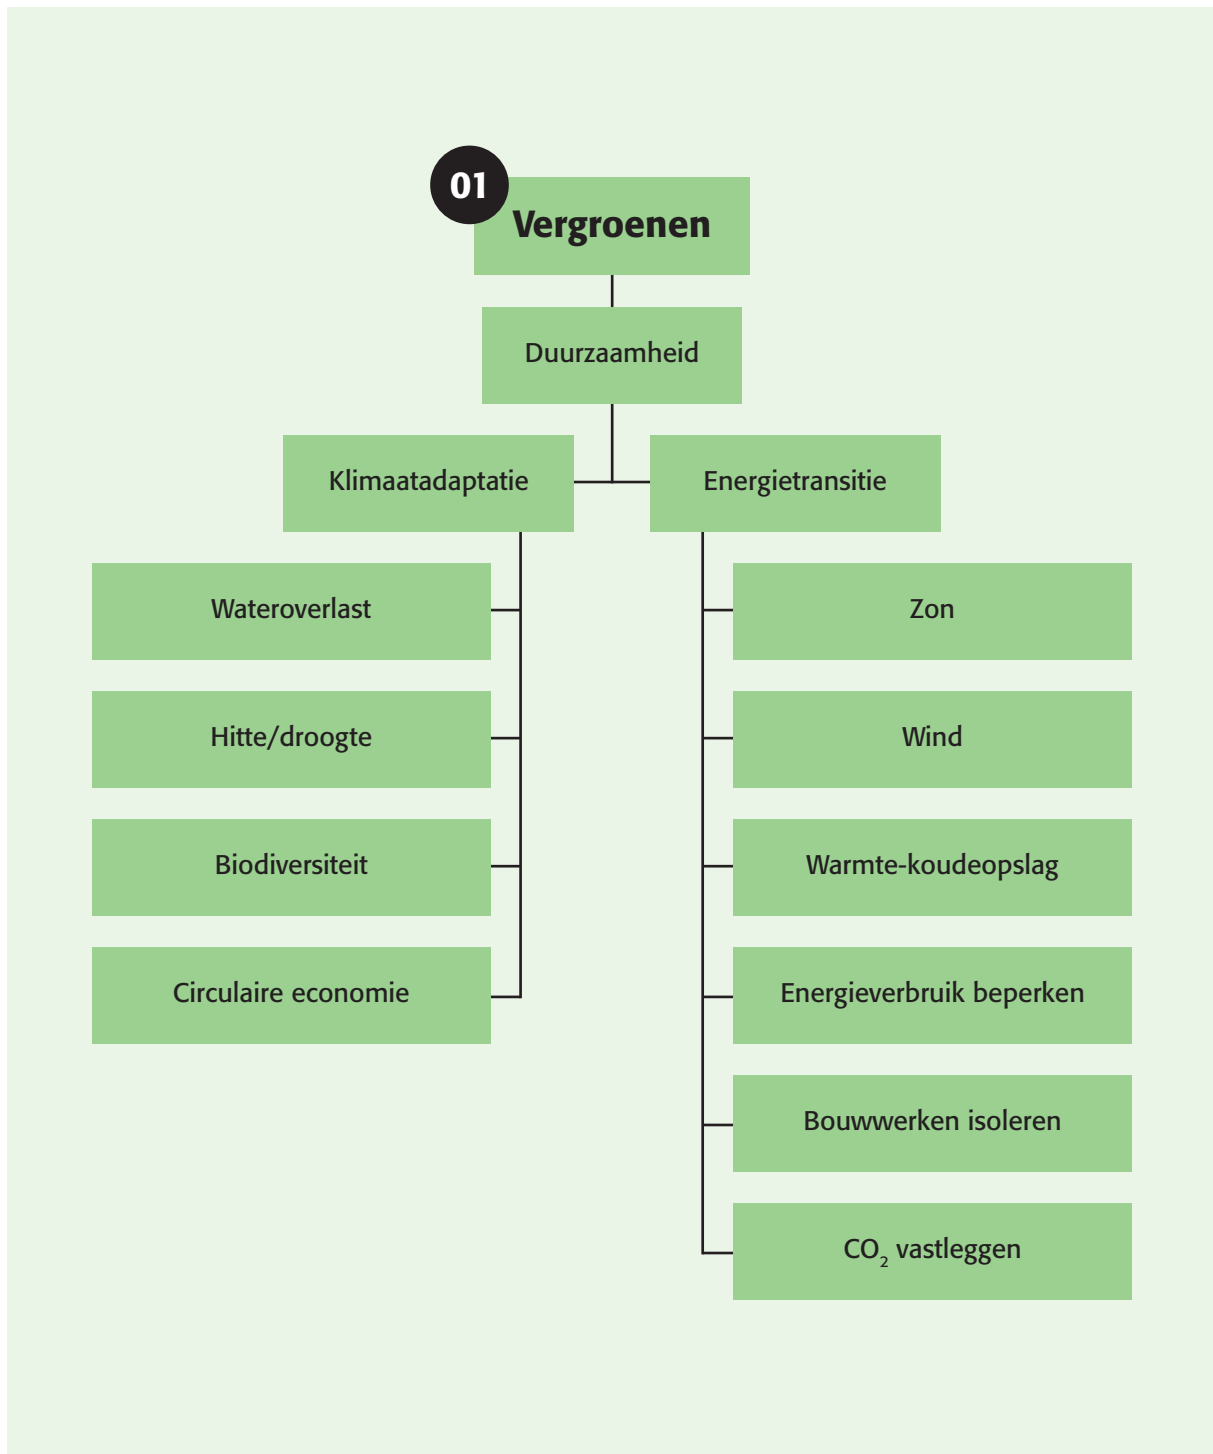 01
Vergroenen
Duurzaamheid
Klimaatadaptatie
Energietransitie
Wateroverlast
Zon
Hitte/droogte
Wind
Biodiversiteit
Warmte-koudeopslag
Circulaire economie
Energieverbruik beperken
Bouwwerken isoleren
CO₂ vastleggen